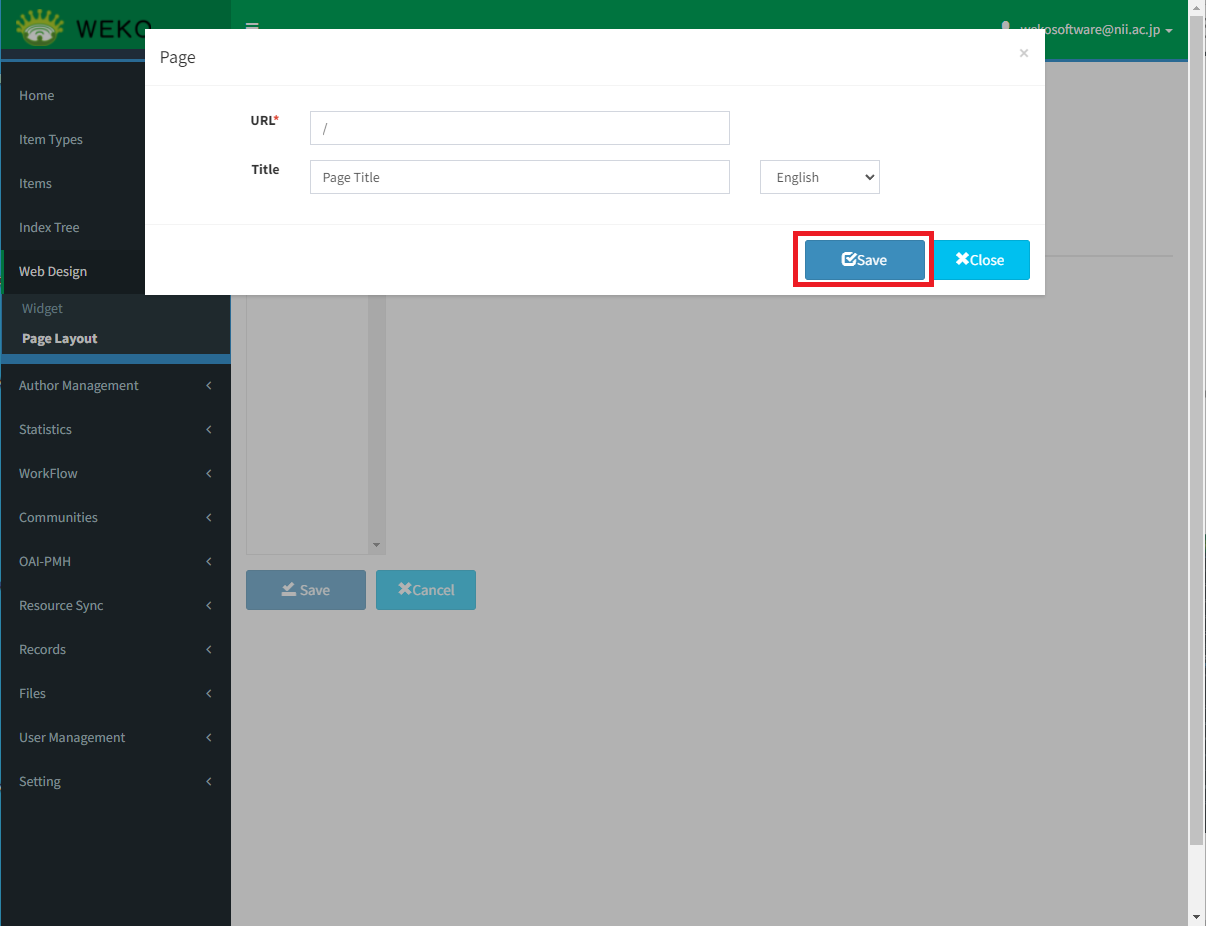 WEKO
wekosoftware@nii.ac.jp
Page
×
URL*
/
Title
Page Title
English
Save
Close
Home
Item Types
Items
Index Tree
Web Design
Widget
Page Layout
Author Management
Statistics
WorkFlow
Communities
OAI-PMH
Resource Sync
Records
Files
User Management
Setting
Save
Cancel